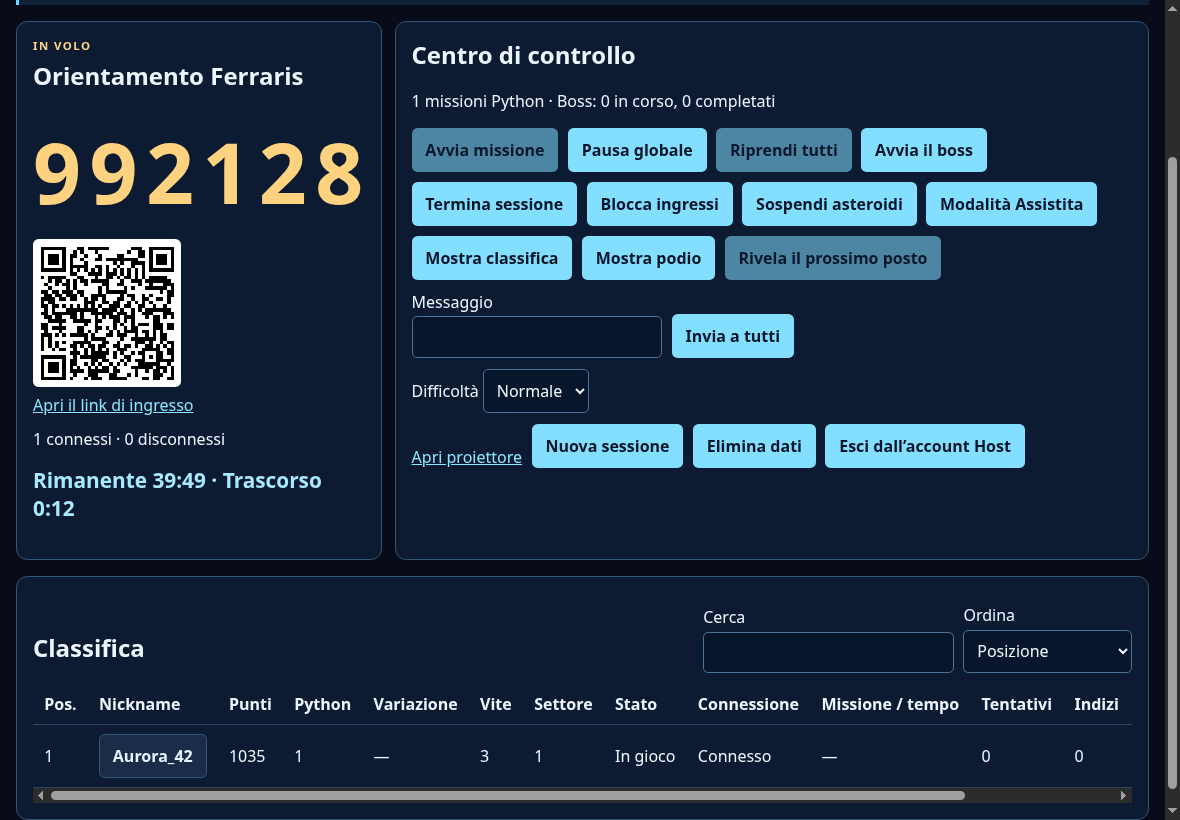 IN VOLO
Orientamento Ferraris
992128
Apri il link di ingresso
1 connessi · 0 disconnessi
Rimanente 39:49 · Trascorso
0:12
Centro di controllo
1 missioni Python · Boss: 0 in corso, 0 completati
Avvia missione Pausa globale Riprendi tutti Avvia il boss
Termina sessione Blocca ingressi Sospendi asteroidi Modalità Assistita
Mostra classifica Mostra podio Rivela il prossimo posto
Messaggio
Invia a tutti
Difficoltà Normale
Apri proiettore Nuova sessione Elimina dati Esci dall’account Host
Classifica
Cerca Ordina
Posizione
Pos. Nickname Punti Python Variazione Vite Settore Stato Connessione Missione / tempo Tentativi Indizi
1 Aurora_42 1035 1 — 3 1 In gioco Connesso — 0 0